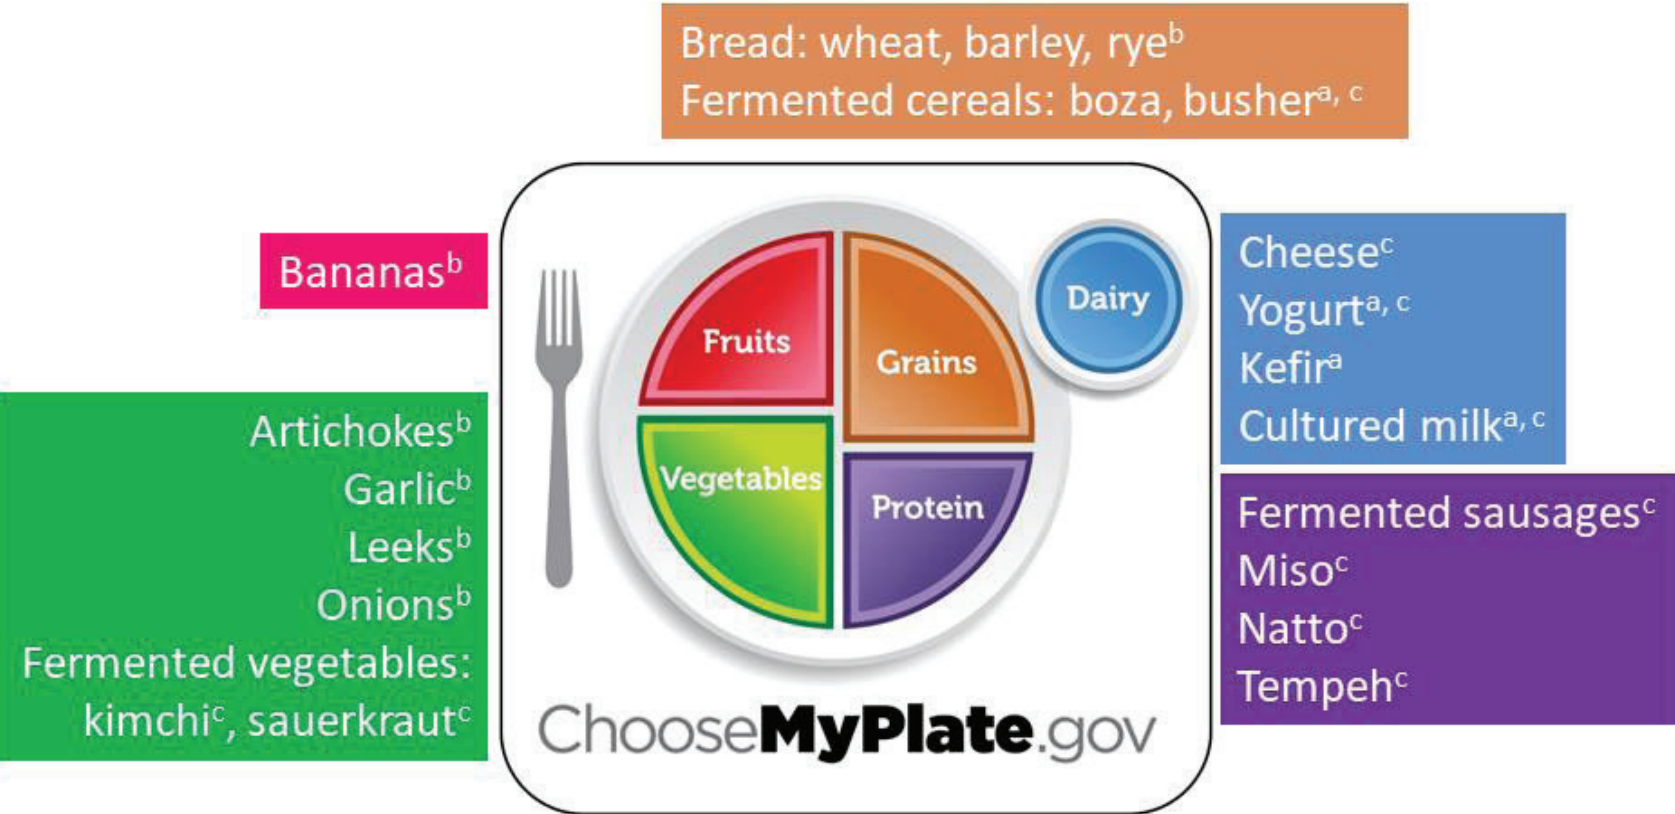 Bread: wheat, barley, ryeᵇ
Fermented cereals: boza, busherᵃ, ᶜ
Bananasᵇ
Artichokesᵇ
Garlicᵇ
Leeksᵇ
Onionsᵇ
Fermented vegetables:
kimchiᶜ, sauerkrautᶜ
Fruits
Grains
Vegetables
Protein
Dairy
ChooseMyPlate.gov
Cheeseᶜ
Yogurtᵃ, ᶜ
Kefirᵃ
Cultured milkᵃ, ᶜ
Fermented sausagesᶜ
Misoᶜ
Nattoᶜ
Tempehᶜ